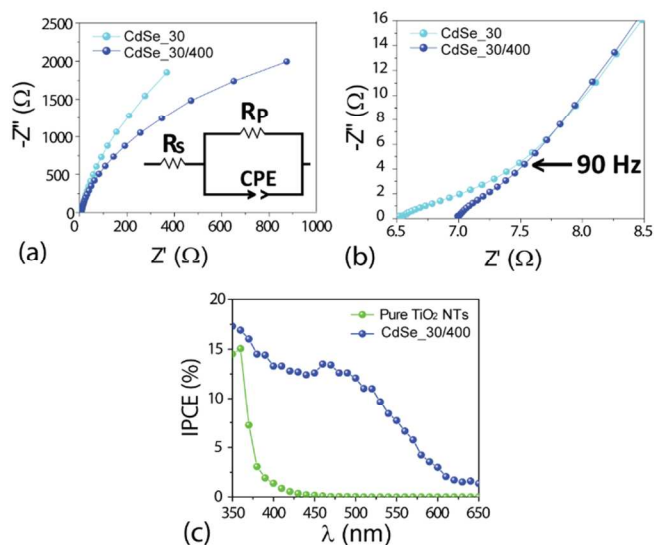 CdSe_30
CdSe_30/400
2500
2000
1500
1000
500
0
-Z'' (Ω)
Rs
RP
CPE
0 200 400 600 800 1000
(a)
Z' (Ω)
CdSe_30
CdSe_30/400
16
14
12
10
8
6
4
2
0
-Z'' (Ω)
90 Hz
6.5 7.0 7.5 8.0 8.5
(b)
Z' (Ω)
Pure TiO₂ NTs
CdSe_30/400
20
15
10
5
0
IPCE (%)
350 400 450 500 550 600 650
(c)
λ (nm)